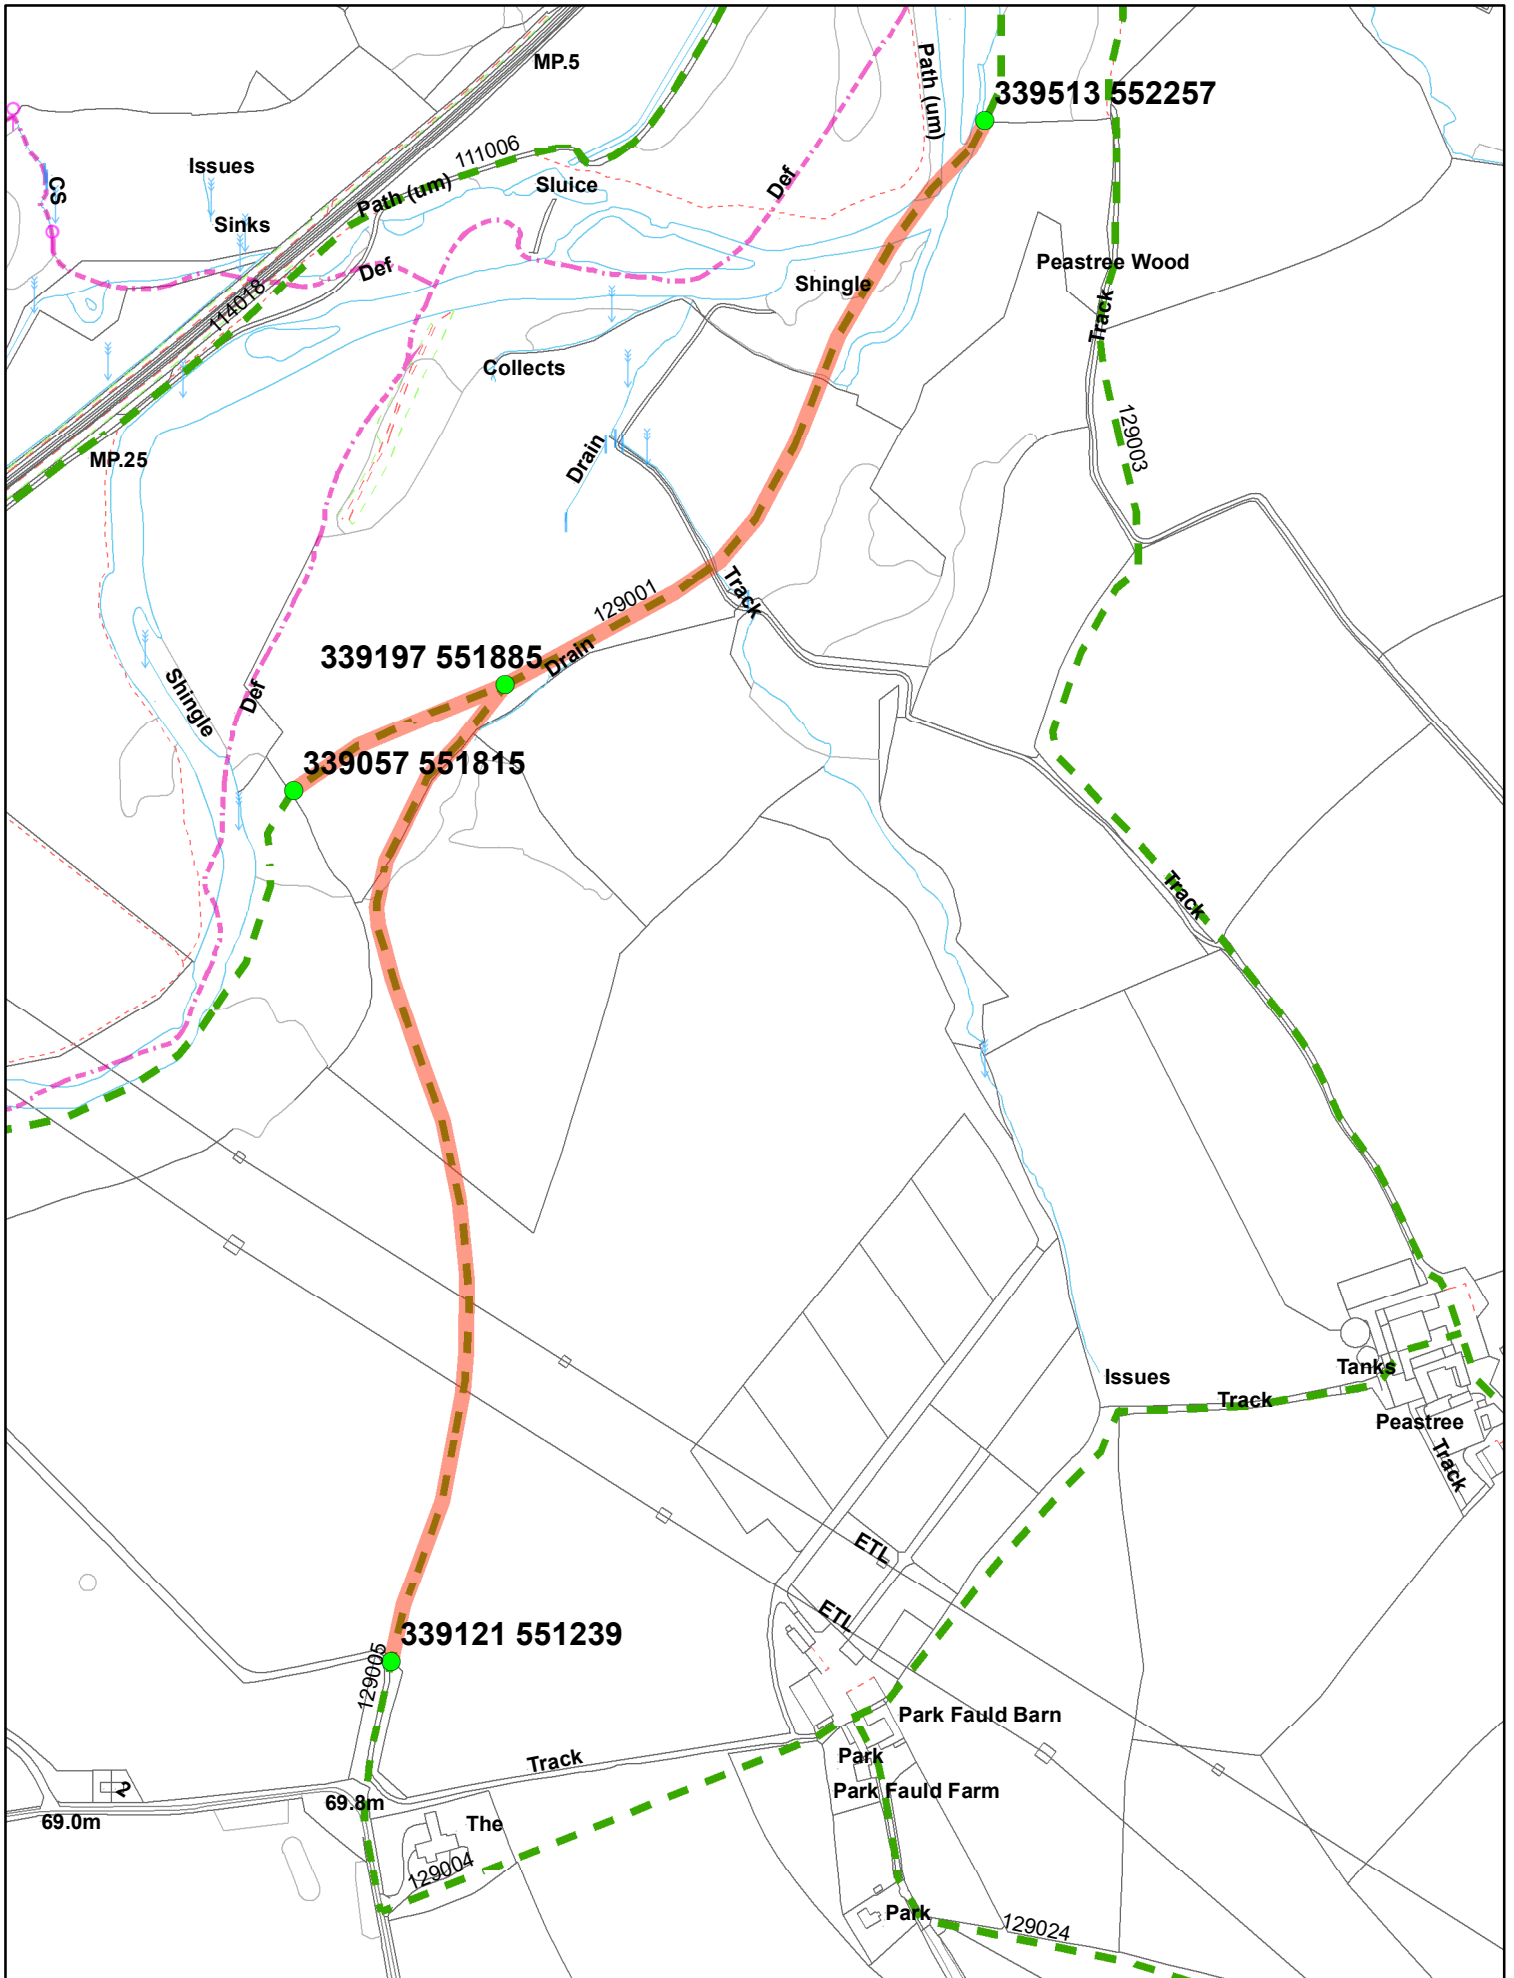 MP.5
Path (um)
339513 552257
111006
Issues
CS
Sluice
Def
Path (um)
Sinks
Def
Peastree Wood
Shingle
114018
Track
Collects
129003
MP.25
Drain
Track
129001
339197 551885
Drain
Shingle
Def
339057 551815
Track
Issues
Tanks
Track
Peastree
Track
ETL
ETL
339121 551239
129005
Park Fauld Barn
Track
Park
Park Fauld Farm
2
69.8m
69.0m
The
129004
Park
129024